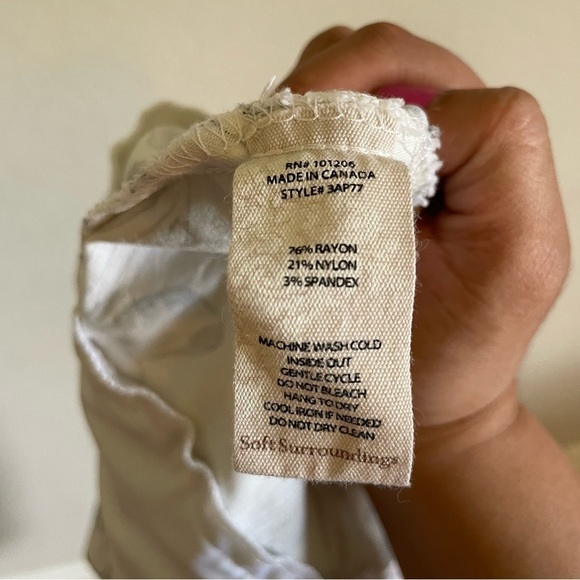 RN# 101206
MADE IN CANADA
STYLE# 3AP77
76% RAYON
21% NYLON
3% SPANDEX
MACHINE WASH COLD
INSIDE OUT
GENTLE CYCLE
DO NOT BLEACH
HANG TO DRY
COOL IRON IF NEEDED
DO NOT DRY CLEAN
Soft Surroundings